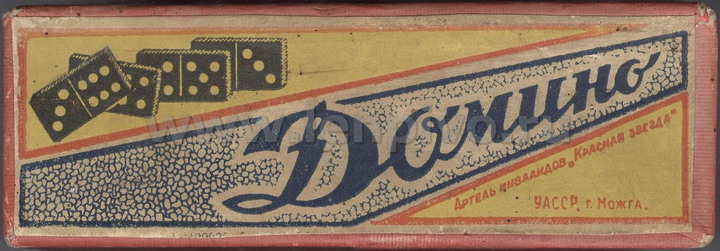 Домино
Артель инвалидов „Красная звезда"
УАССР, г. Можга.